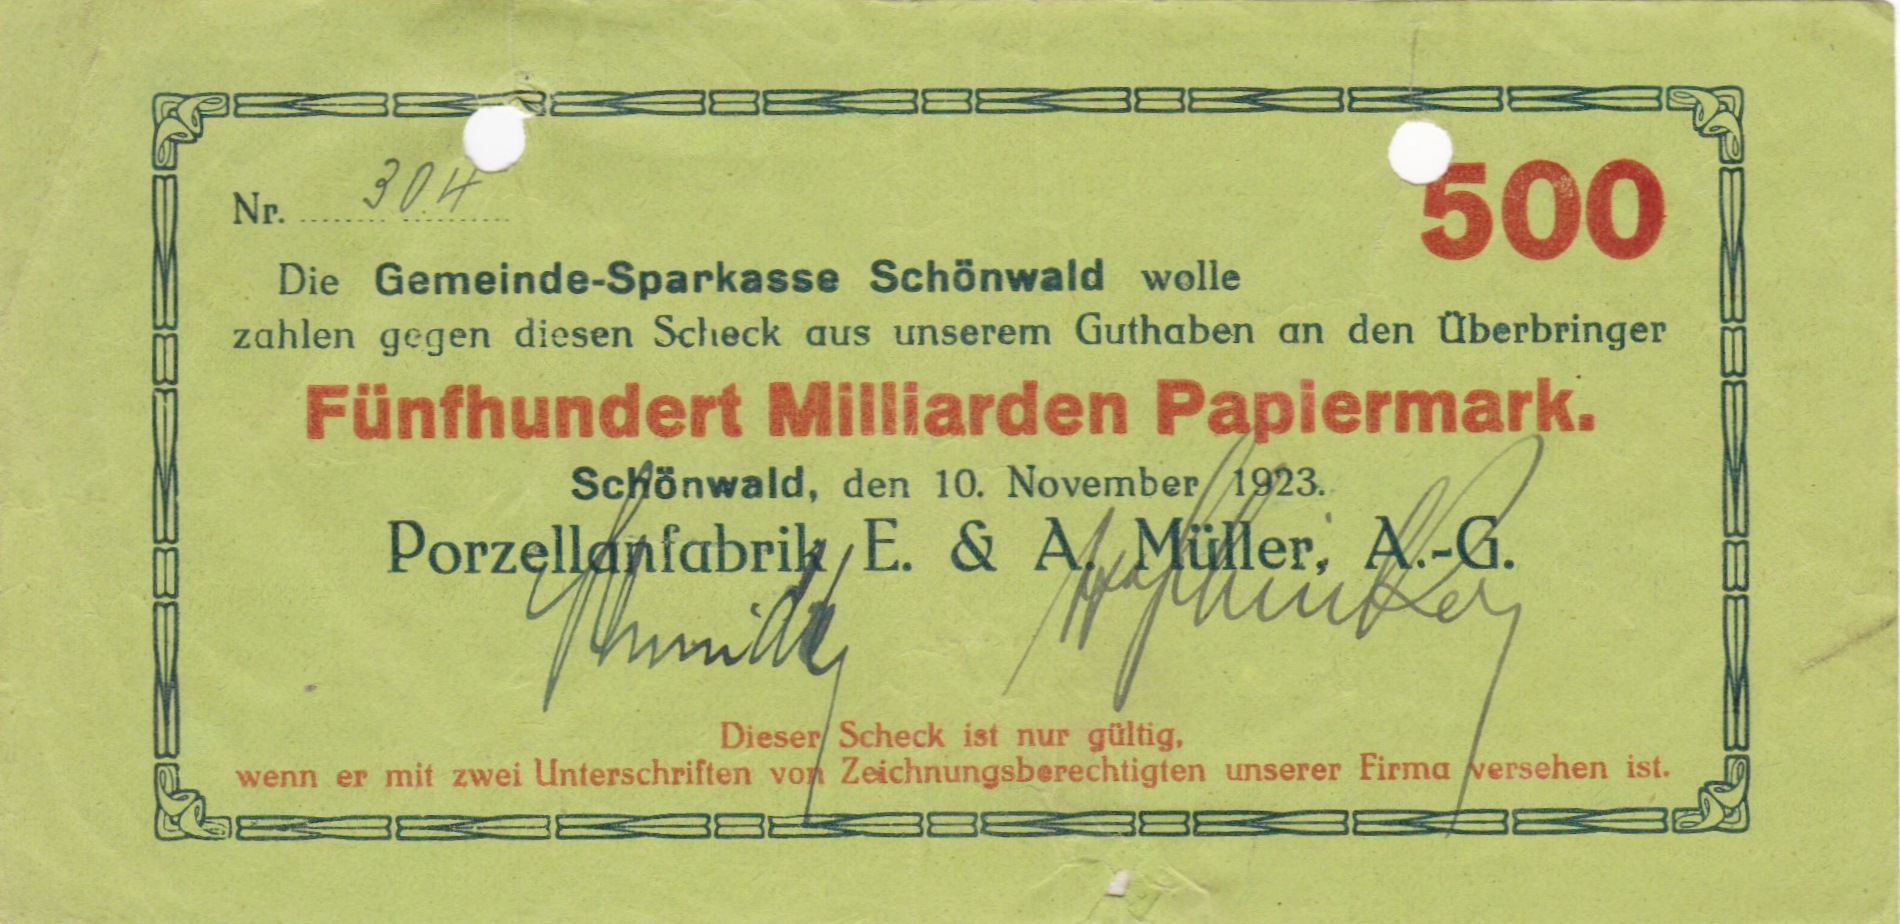 Nr. 304
500
Die Gemeinde-Sparkasse Schönwald wolle
zahlen gegen diesen Scheck aus unserem Guthaben an den Überbringer
Fünfhundert Milliarden Papiermark.
Schönwald, den 10. November 1923.
Porzellanfabrik E. & A. Müller, A.-G.
Dieser Scheck ist nur gültig,
wenn er mit zwei Unterschriften von Zeichnungsberechtigten unserer Firma versehen ist.